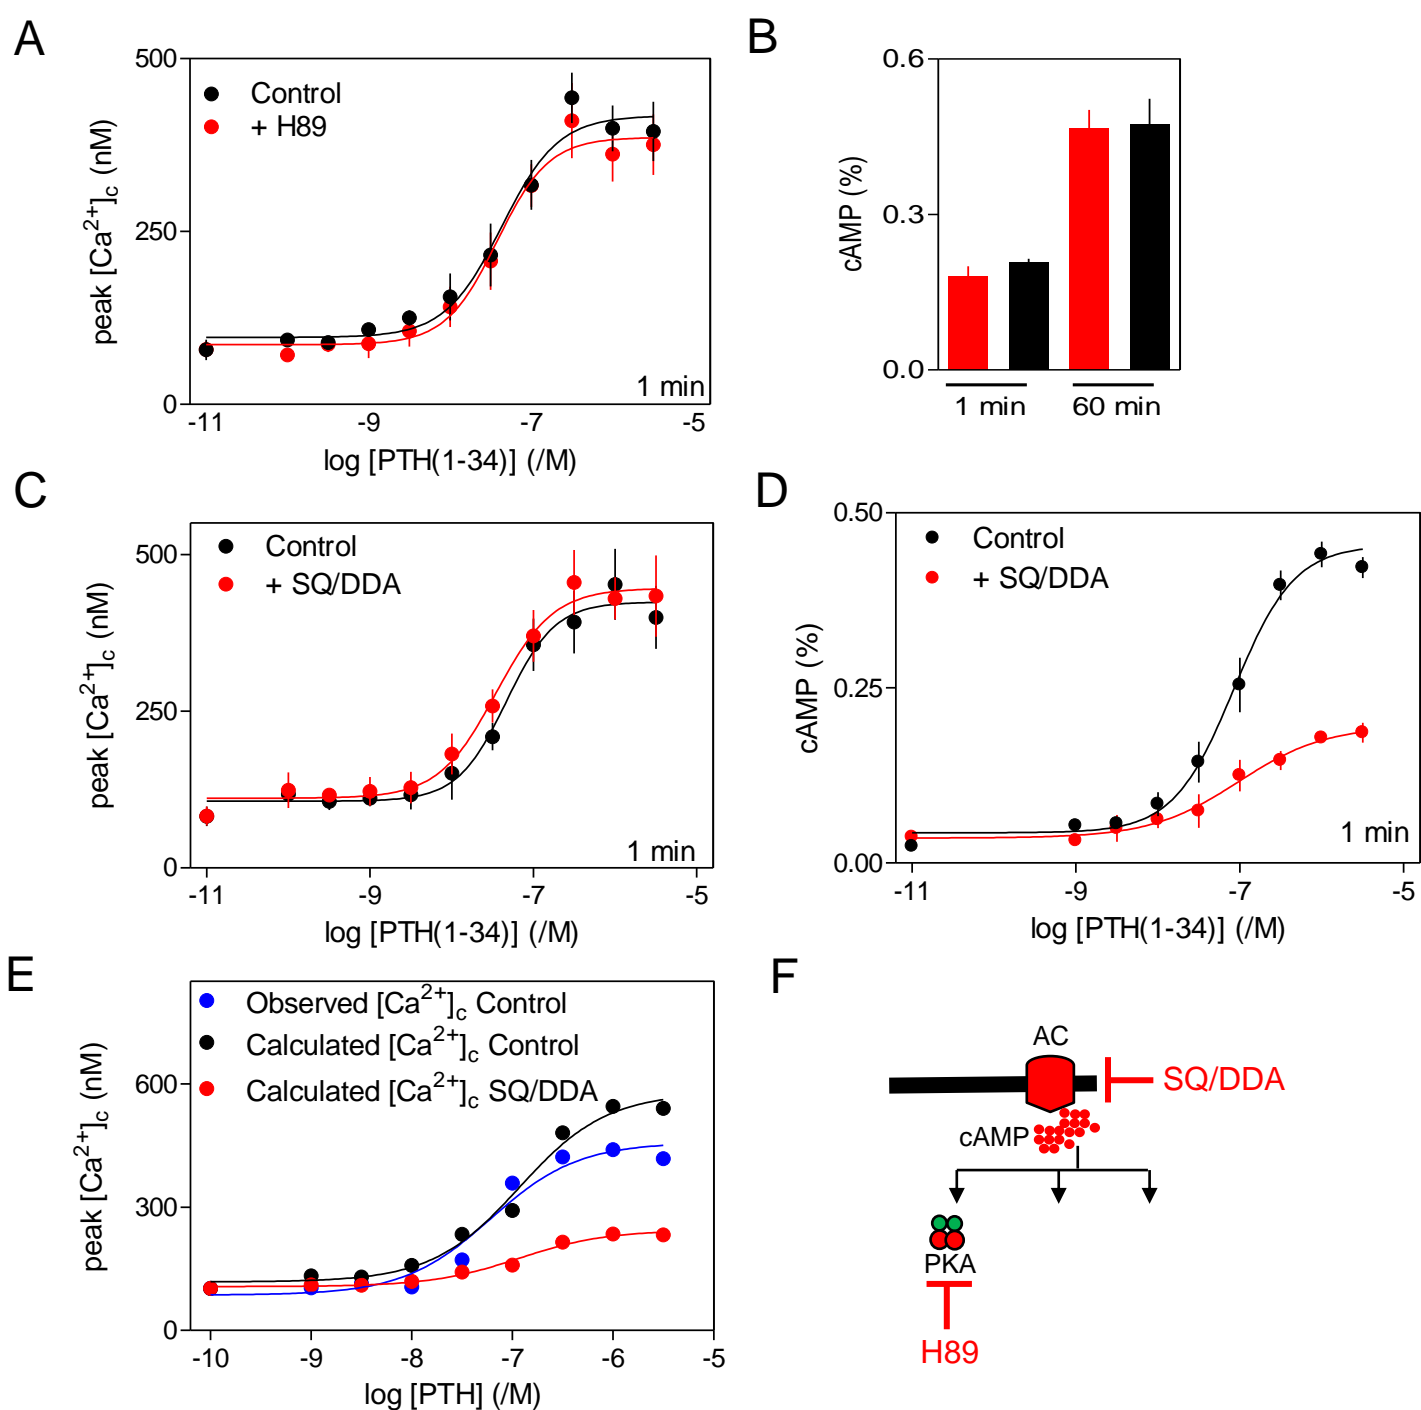 A
500
250
0
peak [Ca²⁺]c (nM)
Control
+ H89
1 min
-11 -9 -7 -5
log [PTH(1-34)] (/M)
B
0.6
0.3
0.0
cAMP (%)
1 min 60 min
C
500
250
0
peak [Ca²⁺]c (nM)
Control
+ SQ/DDA
1 min
-11 -9 -7 -5
log [PTH(1-34)] (/M)
D
0.50
0.25
0.00
cAMP (%)
Control
+ SQ/DDA
1 min
-11 -9 -7 -5
log [PTH(1-34)] (/M)
E
600
300
0
peak [Ca²⁺]c (nM)
Observed [Ca²⁺]c Control
Calculated [Ca²⁺]c Control
Calculated [Ca²⁺]c SQ/DDA
-10 -9 -8 -7 -6 -5
log [PTH] (/M)
F
AC
SQ/DDA
cAMP
PKA
H89